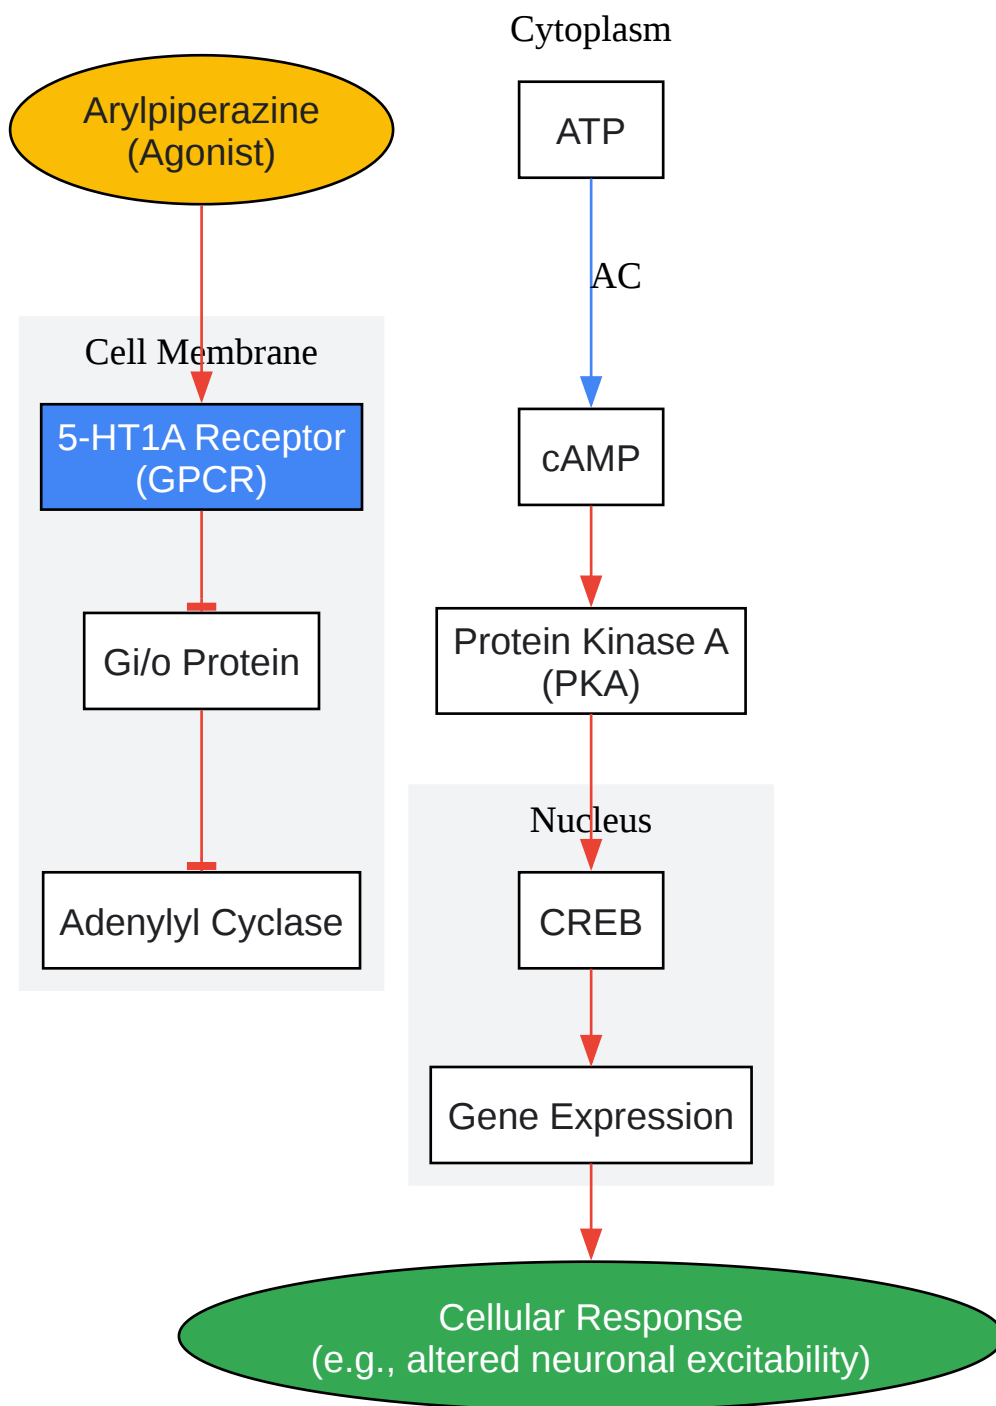 Arylpiperazine
(Agonist)
Cell Membrane
5-HT1A Receptor
(GPCR)
Gi/o Protein
Adenylyl Cyclase
Cytoplasm
ATP
AC
cAMP
Protein Kinase A
(PKA)
Nucleus
CREB
Gene Expression
Cellular Response
(e.g., altered neuronal excitability)